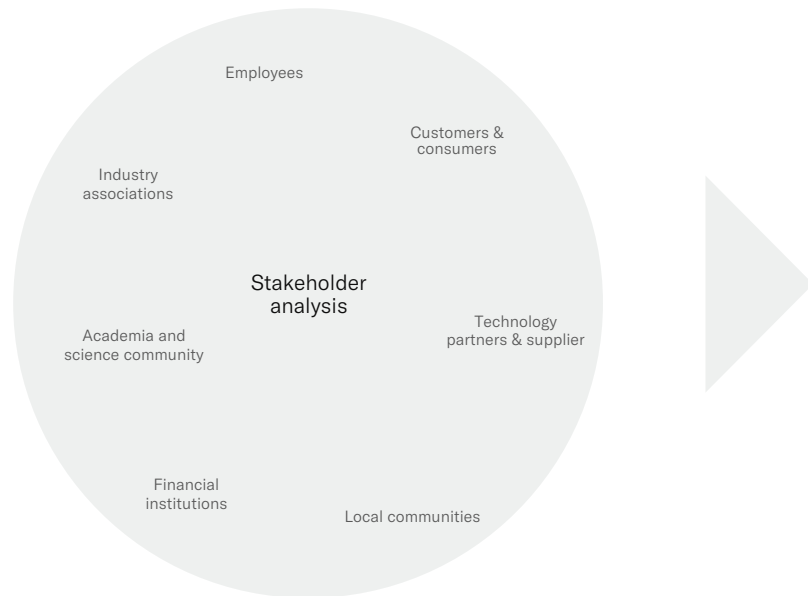 Employees
Customers &
consumers
Industry
associations
Stakeholder
analysis
Technology
partners & supplier
Academia and
science community
Financial
institutions
Local communities